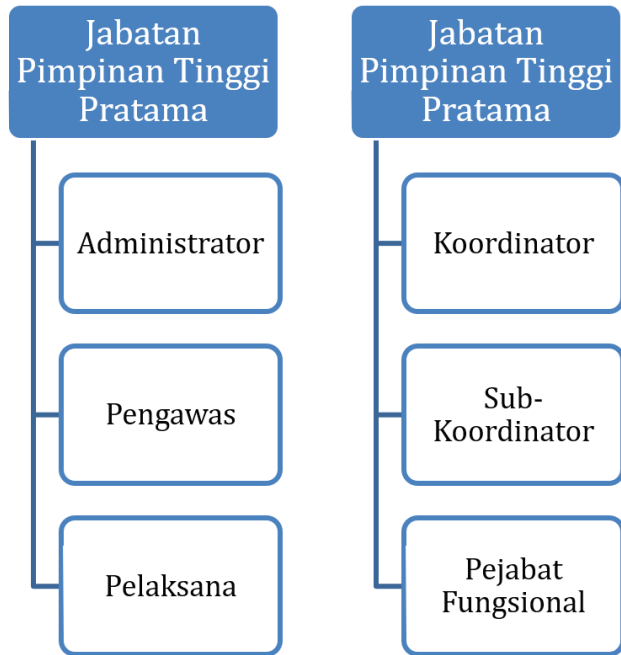 Jabatan
Pimpinan Tinggi
Pratama
Administrator
Pengawas
Pelaksana
Jabatan
Pimpinan Tinggi
Pratama
Koordinator
Sub-
Koordinator
Pejabat
Fungsional